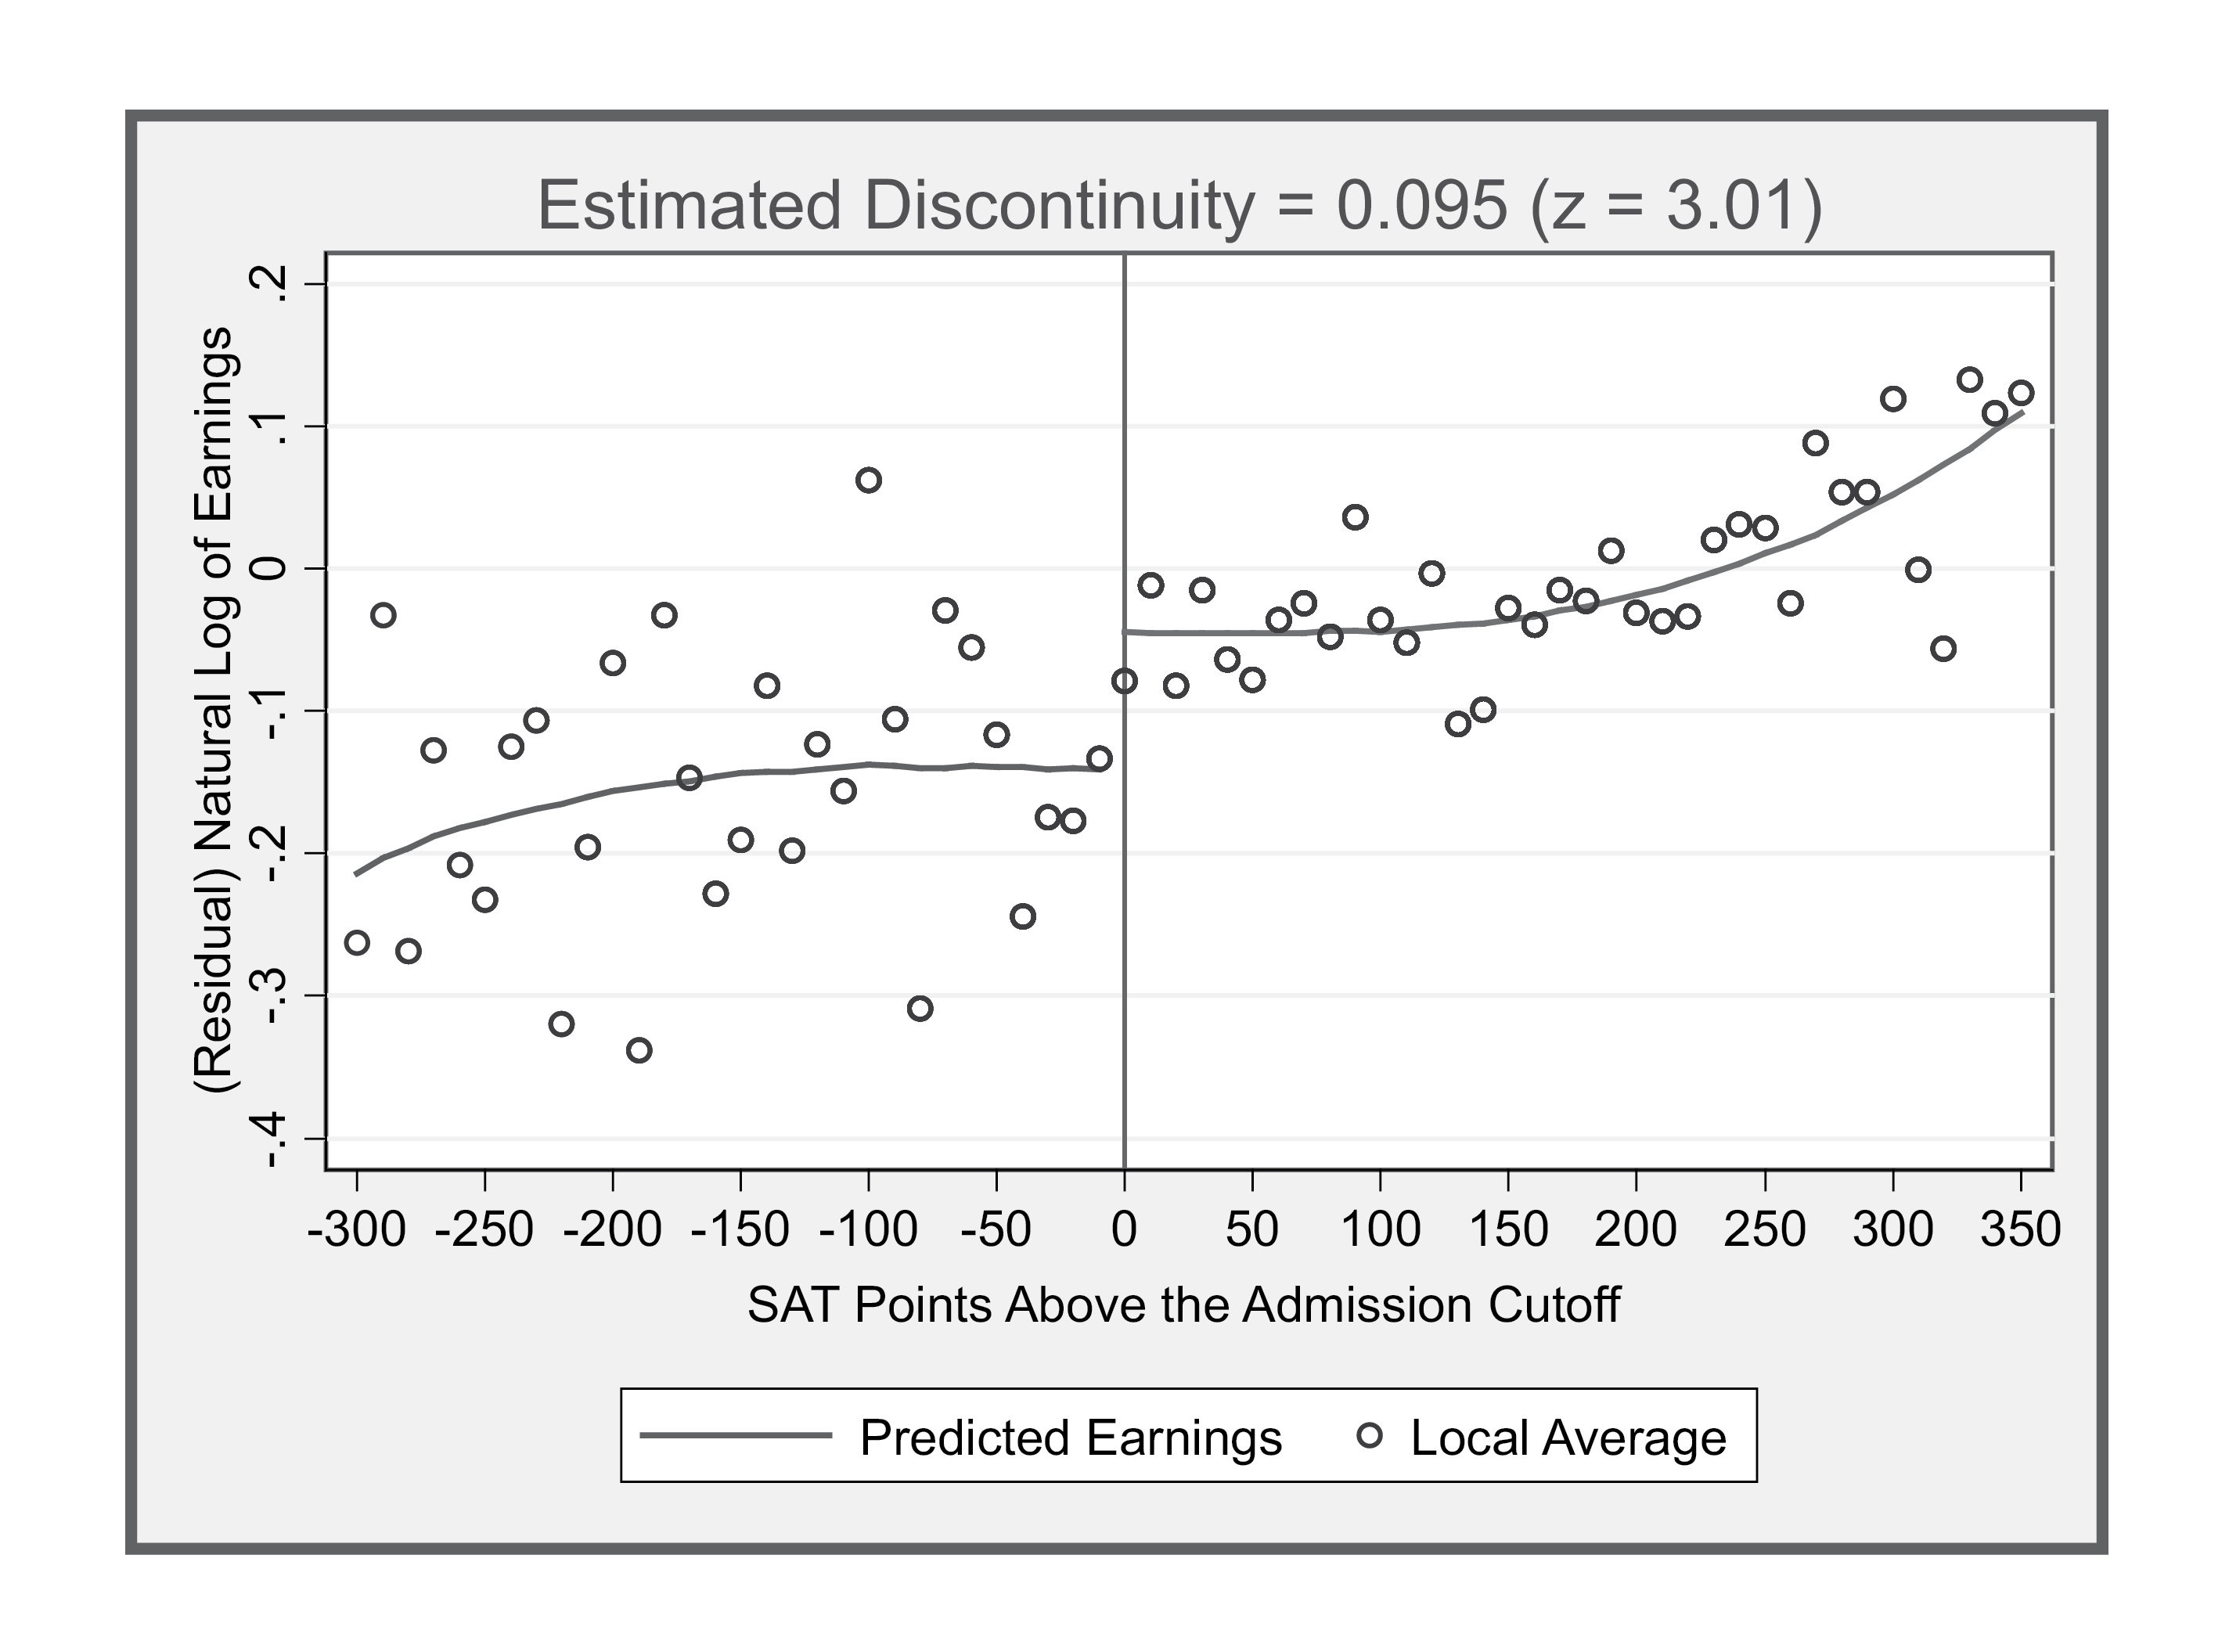 Estimated Discontinuity = 0.095 (z = 3.01)
(Residual) Natural Log of Earnings
.2
.1
0
-.1
-.2
-.3
-.4
-300 -250 -200 -150 -100 -50 0 50 100 150 200 250 300 350
SAT Points Above the Admission Cutoff
Predicted Earnings Local Average